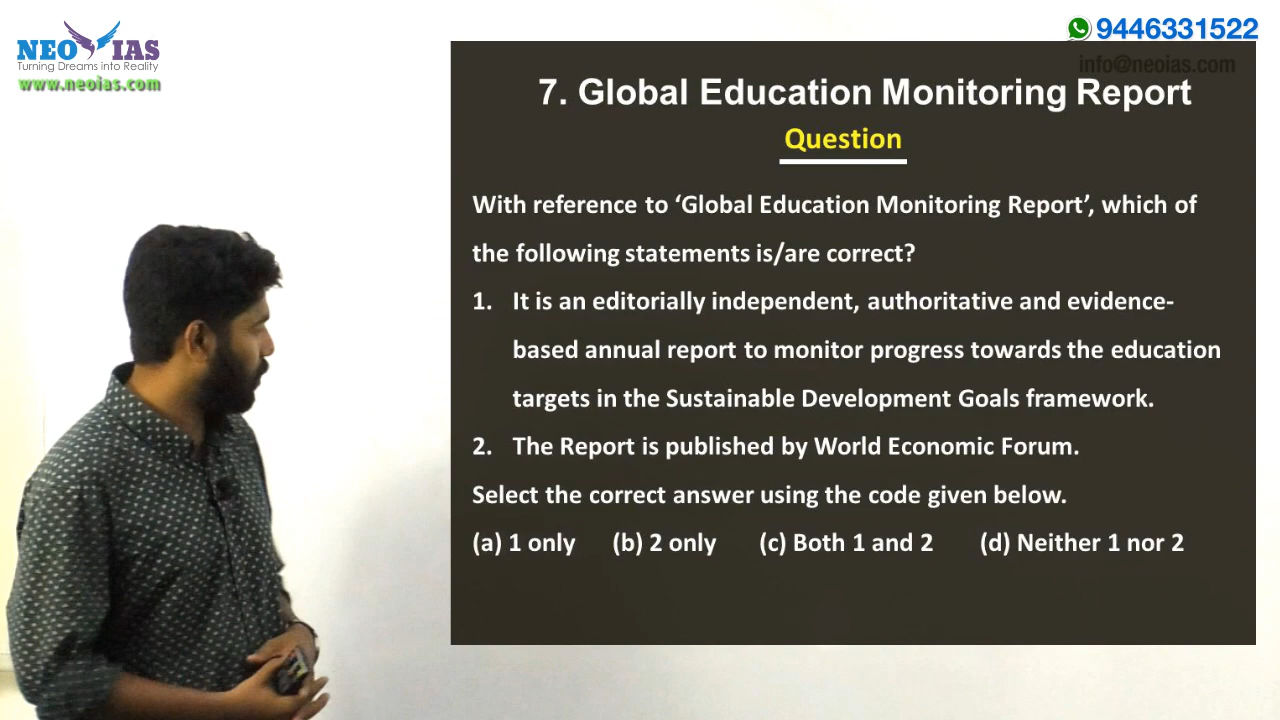 NEO IAS
Turning Dreams into Reality
www.neoias.com
9446331522
info@neoias.com
7. Global Education Monitoring Report
Question
With reference to ‘Global Education Monitoring Report’, which of
the following statements is/are correct?
1. It is an editorially independent, authoritative and evidence-
based annual report to monitor progress towards the education
targets in the Sustainable Development Goals framework.
2. The Report is published by World Economic Forum.
Select the correct answer using the code given below.
(a) 1 only (b) 2 only (c) Both 1 and 2 (d) Neither 1 nor 2